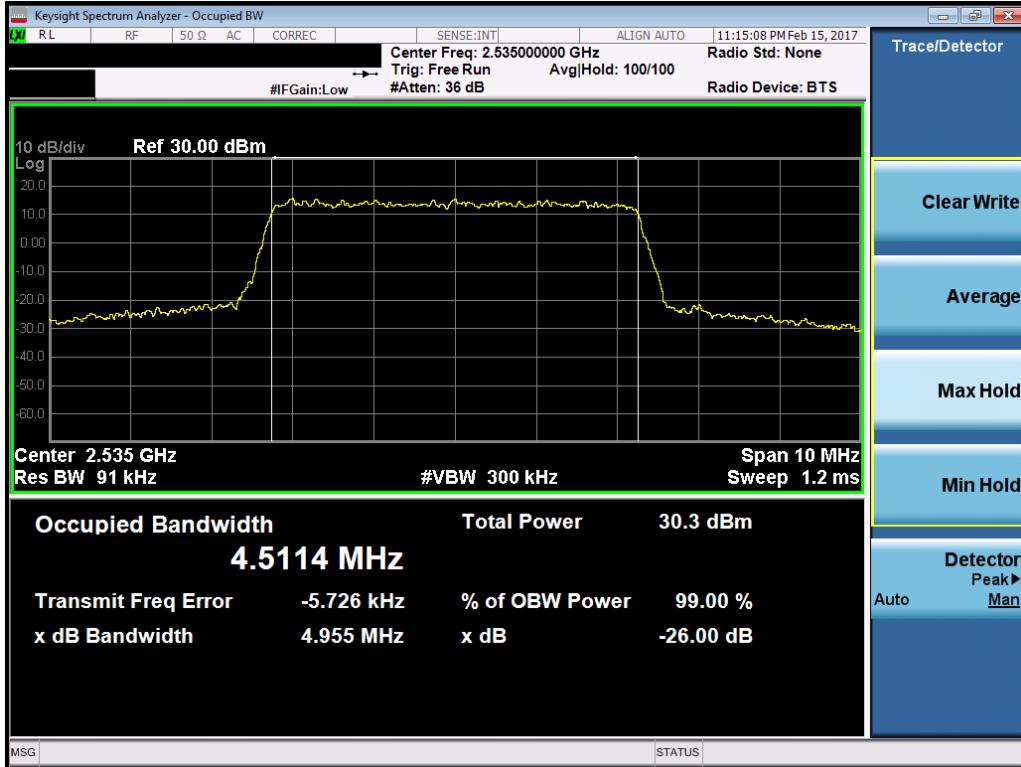 Keysight Spectrum Analyzer - Occupied BW
LXI RL RF 50 Ω AC CORREC SENSE:INT ALIGN AUTO 11:15:08 PM Feb 15, 2017
Center Freq: 2.535000000 GHz Radio Std: None
Trig: Free Run Avg|Hold: 100/100
#IFGain:Low #Atten: 36 dB Radio Device: BTS
Trace/Detector
10 dB/div Ref 30.00 dBm
Log
20.0
10.0
0.00
-10.0
-20.0
-30.0
-40.0
-50.0
-60.0
Center 2.535 GHz Span 10 MHz
Res BW 91 kHz #VBW 300 kHz Sweep 1.2 ms
Occupied Bandwidth Total Power 30.3 dBm
4.5114 MHz
Transmit Freq Error -5.726 kHz % of OBW Power 99.00 %
x dB Bandwidth 4.955 MHz x dB -26.00 dB
Clear Write
Average
Max Hold
Min Hold
Detector
Peak▶
Auto Man
MSG STATUS